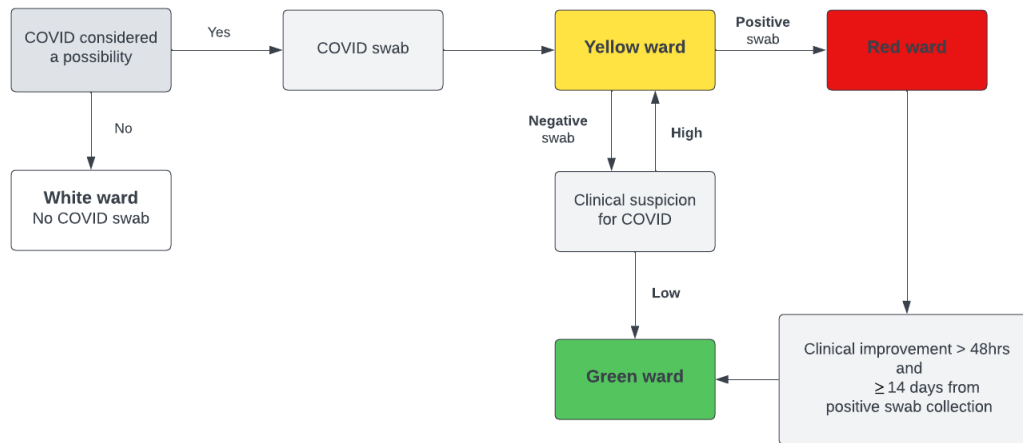 COVID considered
a possibility
Yes
COVID swab
Yellow ward
Positive
swab
Red ward
No
Negative
swab
High
White ward
No COVID swab
Clinical suspicion
for COVID
Low
Green ward
Clinical improvement > 48hrs
and
≥ 14 days from
positive swab collection